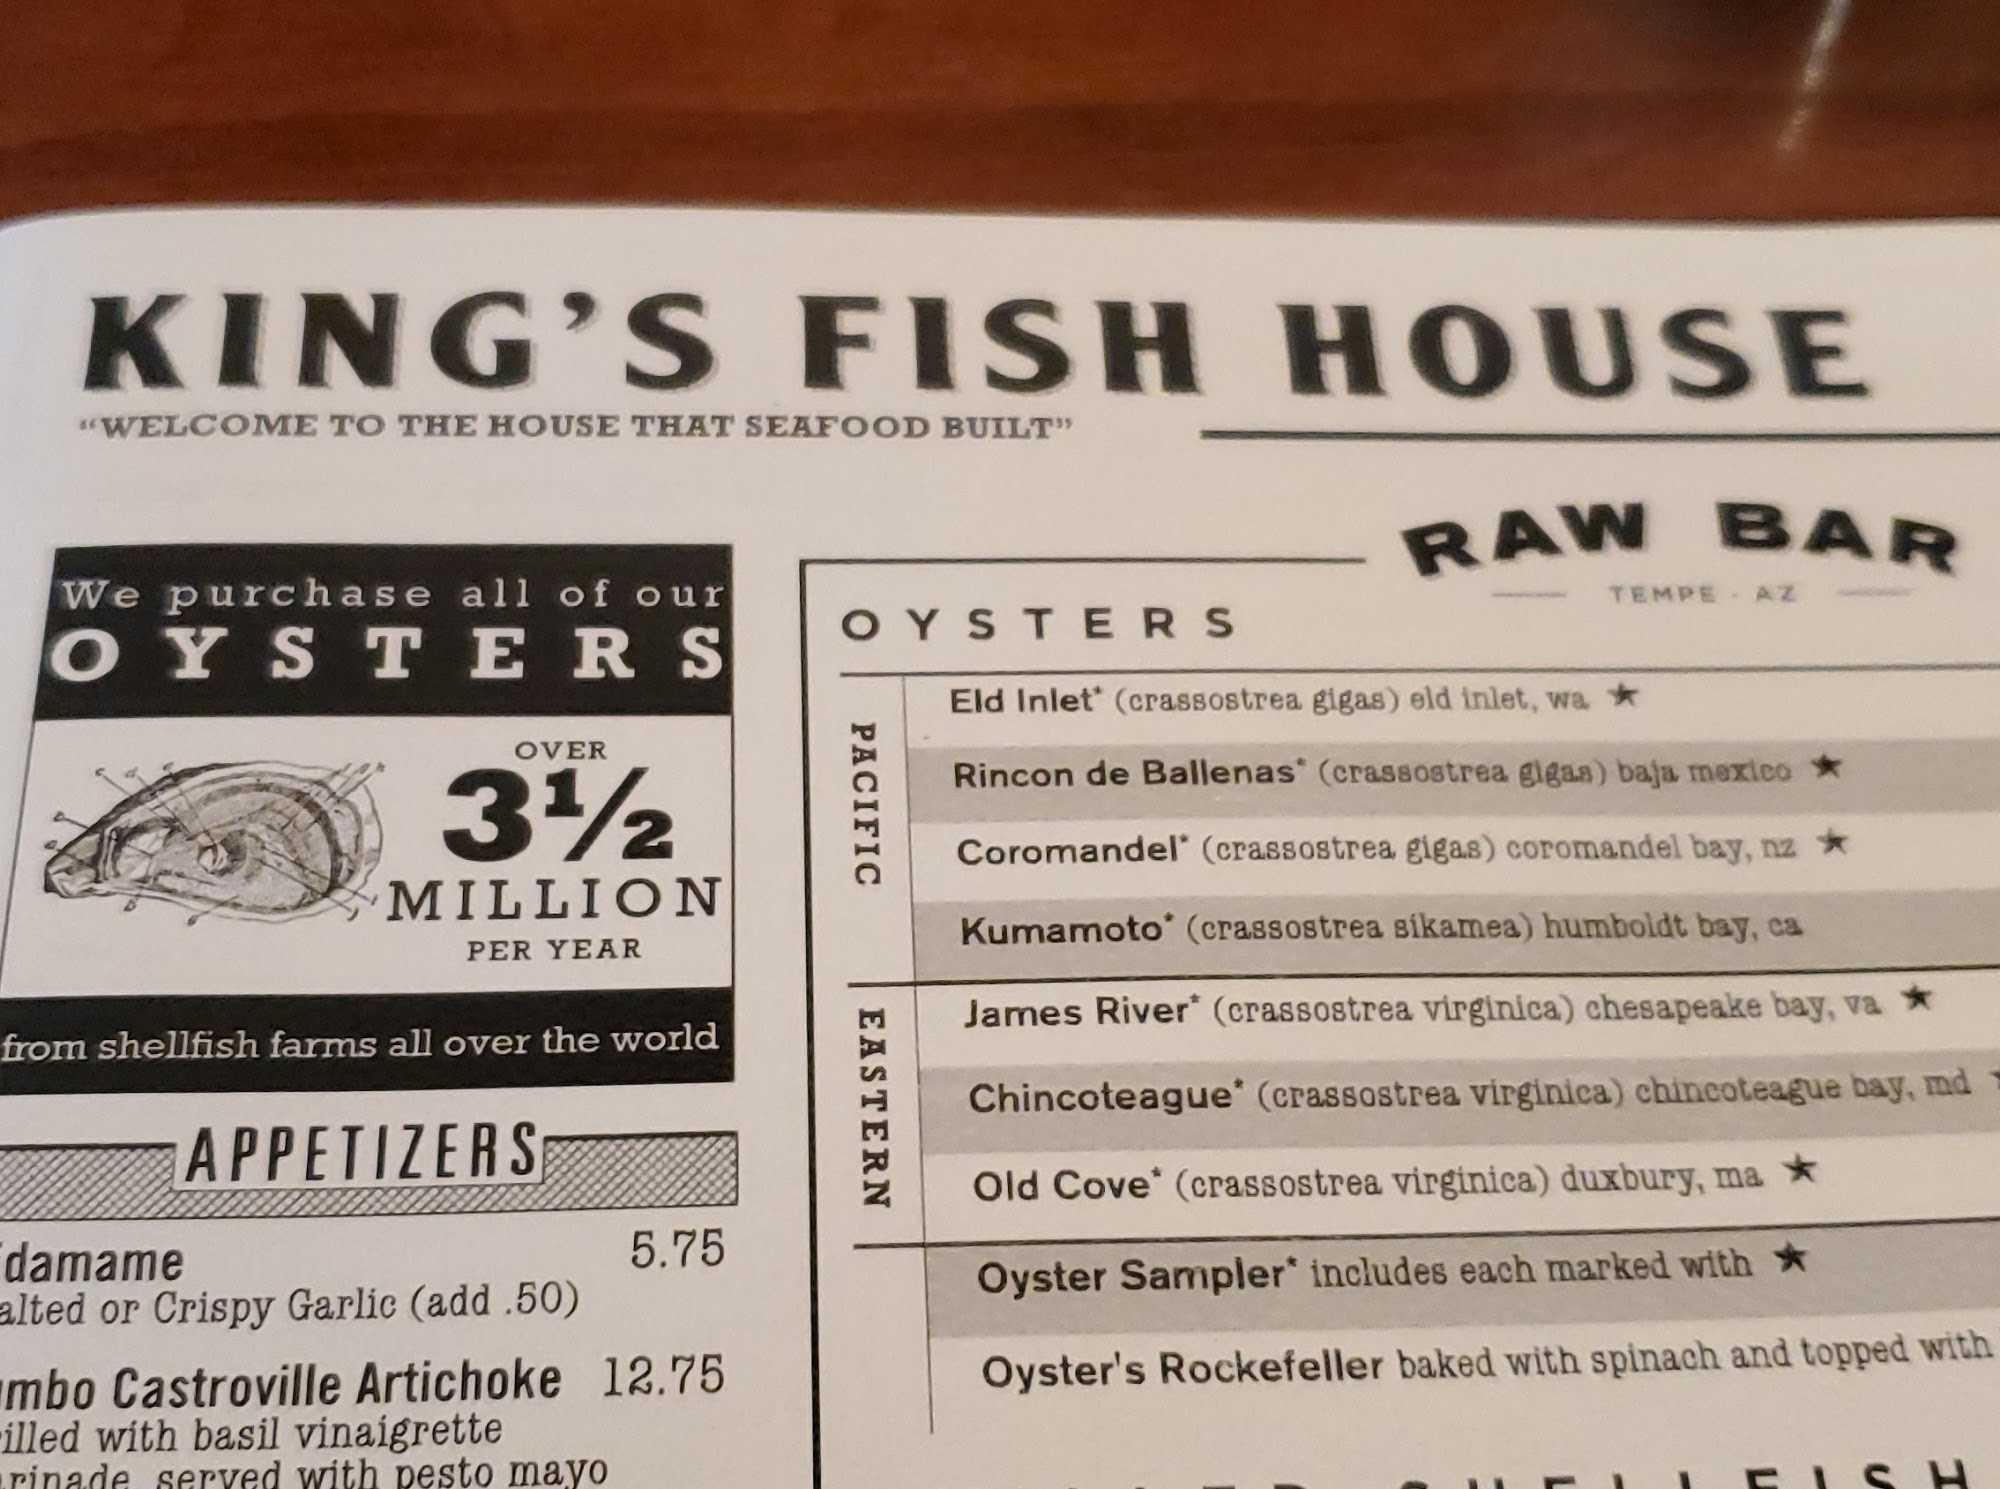 KING'S FISH HOUSE
"WELCOME TO THE HOUSE THAT SEAFOOD BUILT"
We purchase all of our
OYSTERS
OVER
3½
MILLION
PER YEAR
from shellfish farms all over the world
APPETIZERS
damame 5.75
alted or Crispy Garlic (add .50)
mbo Castroville Artichoke 12.75
illed with basil vinaigrette
rinade, served with pesto mayo
RAW BAR
TEMPE · AZ
OYSTERS
PACIFIC
Eld Inlet* (crassostrea gigas) eld inlet, wa ★
Rincon de Ballenas* (crassostrea gigas) baja mexico ★
Coromandel* (crassostrea gigas) coromandel bay, nz ★
Kumamoto* (crassostrea sikamea) humboldt bay, ca
EASTERN
James River* (crassostrea virginica) chesapeake bay, va ★
Chincoteague* (crassostrea virginica) chincoteague bay, md
Old Cove* (crassostrea virginica) duxbury, ma ★
Oyster Sampler* includes each marked with ★
Oyster's Rockefeller baked with spinach and topped with
SHELLFISH